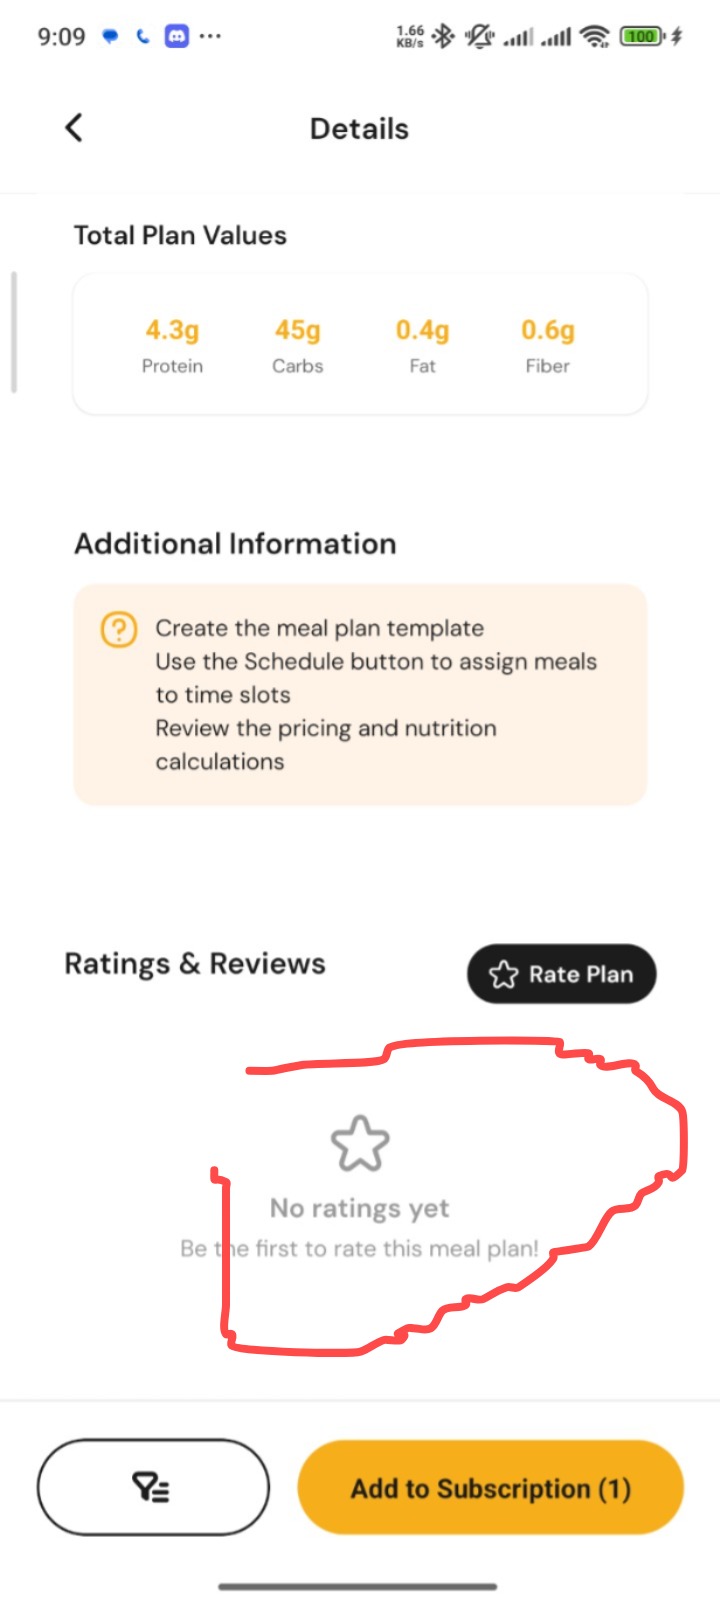 9:09
1.66
KB/s
100
Details
Total Plan Values
4.3g 45g 0.4g 0.6g
Protein Carbs Fat Fiber
Additional Information
Create the meal plan template
Use the Schedule button to assign meals
to time slots
Review the pricing and nutrition
calculations
Ratings & Reviews
Rate Plan
No ratings yet
Be the first to rate this meal plan!
Add to Subscription (1)